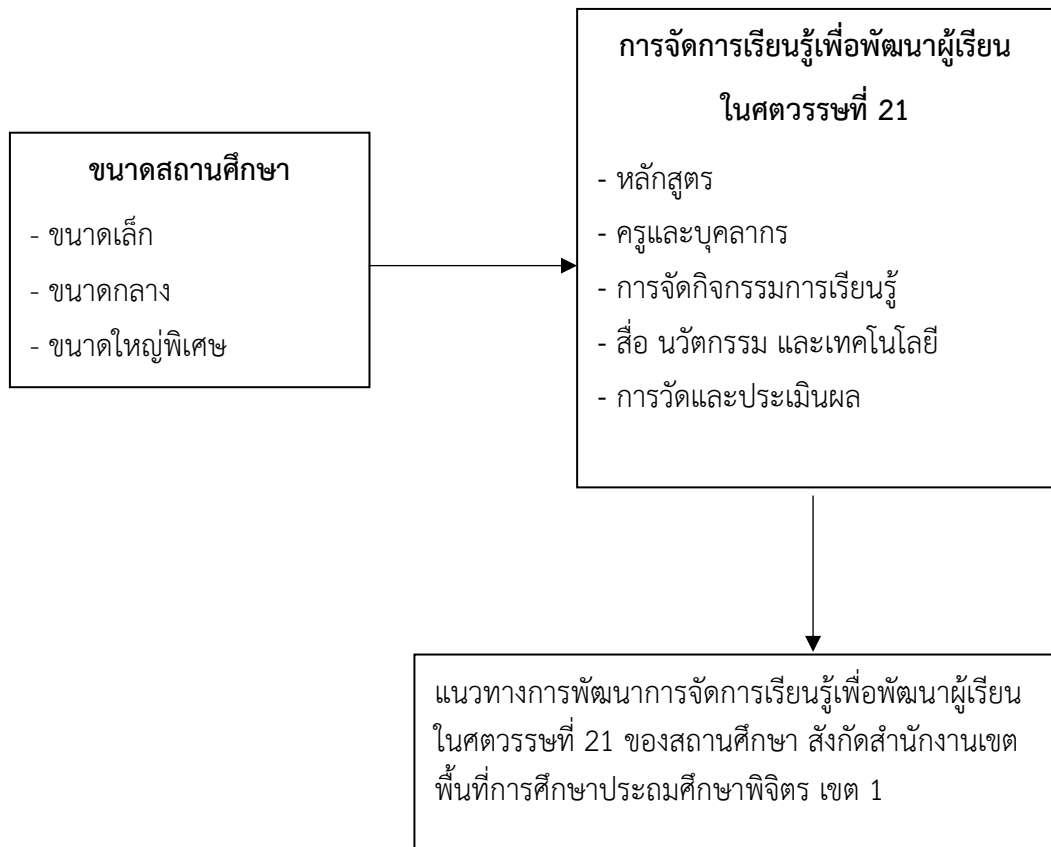 การจัดการเรียนรู้เพื่อพัฒนาผู้เรียน
ในศตวรรษที่ 21
- หลักสูตร
- ครูและบุคลากร
- การจัดกิจกรรมการเรียนรู้
- สื่อ นวัตกรรม และเทคโนโลยี
- การวัดและประเมินผล
ขนาดสถานศึกษา
- ขนาดเล็ก
- ขนาดกลาง
- ขนาดใหญ่พิเศษ
แนวทางการพัฒนาการจัดการเรียนรู้เพื่อพัฒนาผู้เรียน
ในศตวรรษที่ 21 ของสถานศึกษา สังกัดสำนักงานเขต
พื้นที่การศึกษาประถมศึกษาพิจิตร เขต 1